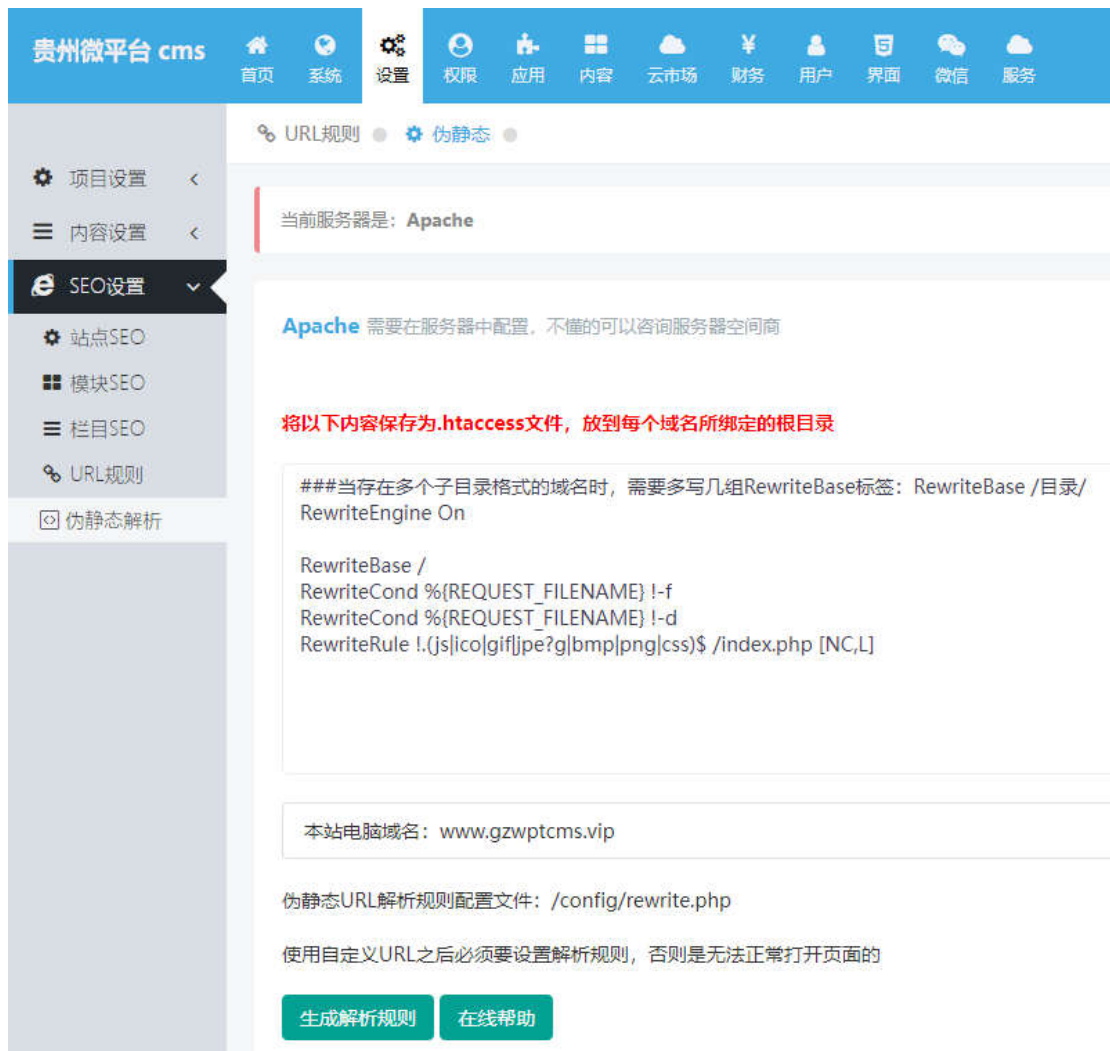 贵州微平台 cms
首页 系统 设置 权限 应用 内容 云市场 财务 用户 界面 微信 服务
URL规则 伪静态
项目设置
内容设置
SEO设置
站点SEO
模块SEO
栏目SEO
URL规则
伪静态解析
当前服务器是：Apache
Apache 需要在服务器中配置，不懂的可以咨询服务器空间商
将以下内容保存为.htaccess文件，放到每个域名所绑定的根目录
###当存在多个子目录格式的域名时，需要多写几组RewriteBase标签：RewriteBase /目录/
RewriteEngine On
RewriteBase /
RewriteCond %{REQUEST_FILENAME} !-f
RewriteCond %{REQUEST_FILENAME} !-d
RewriteRule !.(js|ico|gif|jpe?g|bmp|png|css)$ /index.php [NC,L]
本站电脑域名：www.gzwptcms.vip
伪静态URL解析规则配置文件：/config/rewrite.php
使用自定义URL之后必须要设置解析规则，否则是无法正常打开页面的
生成解析规则 在线帮助